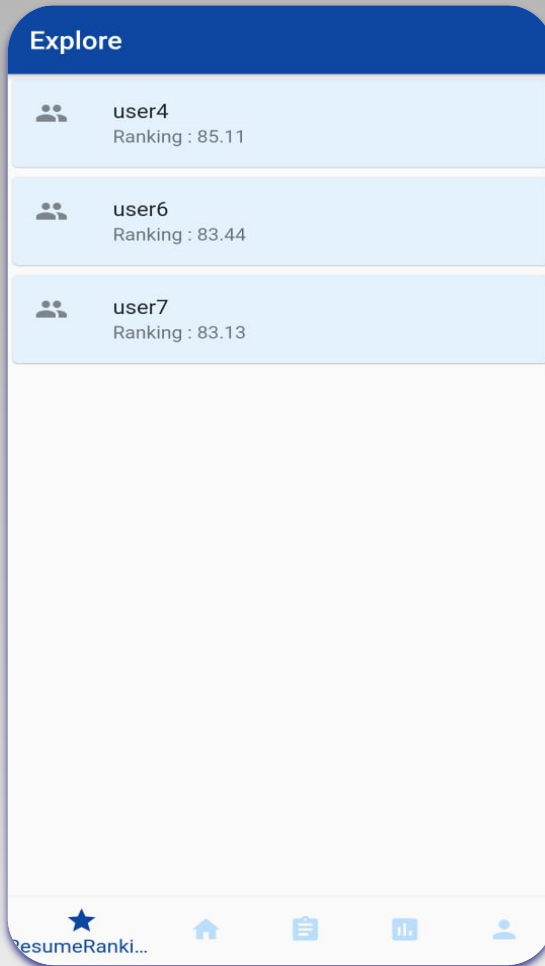 Explore
user4
Ranking : 85.11
user6
Ranking : 83.44
user7
Ranking : 83.13
ResumeRanki...